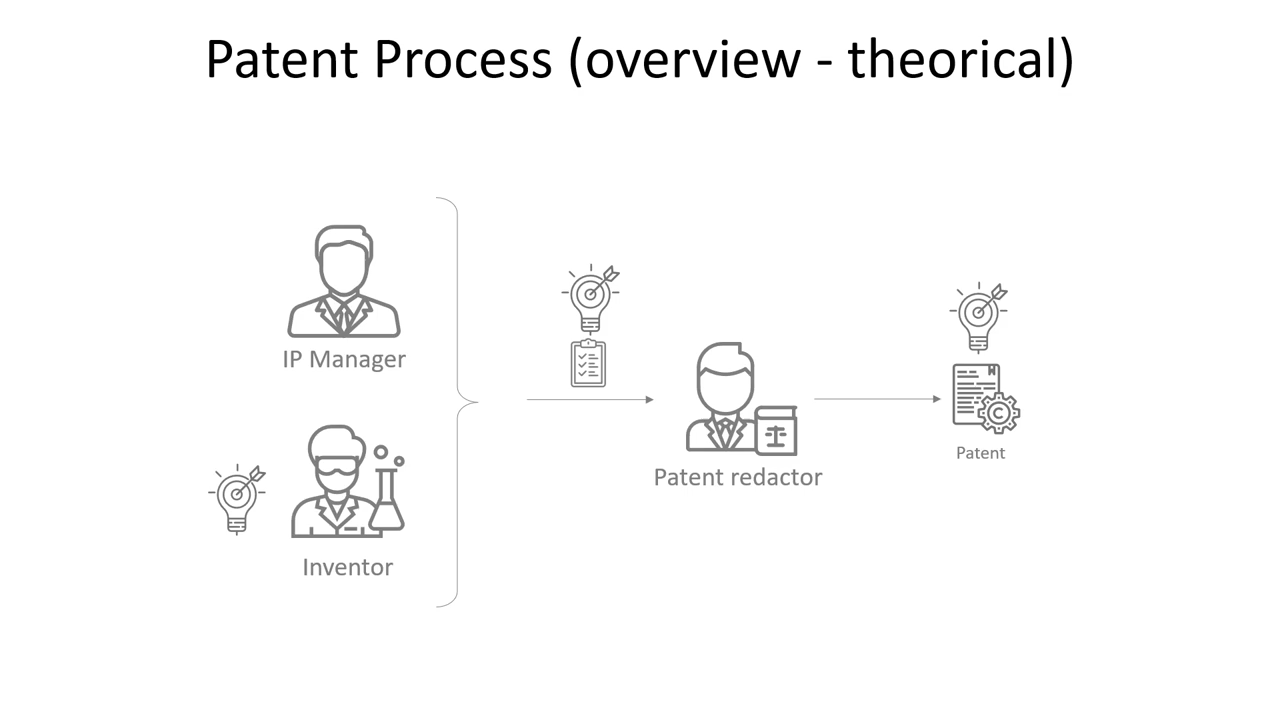 Patent Process (overview - theorical)
IP Manager
Inventor
Patent redactor
Patent